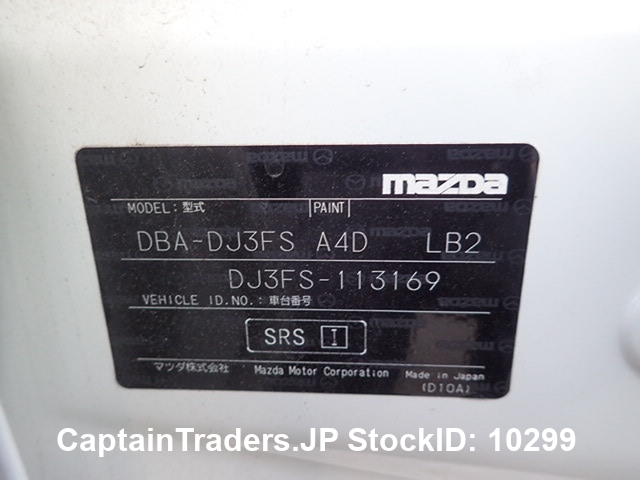 mazda
MODEL: 型式 PAINT
DBA-DJ3FS A4D LB2
DJ3FS-113169
VEHICLE ID.NO.: 車台番号
SRS I
マツダ株式会社 Mazda Motor Corporation Made in Japan
(D10A)
CaptainTraders.JP StockID: 10299